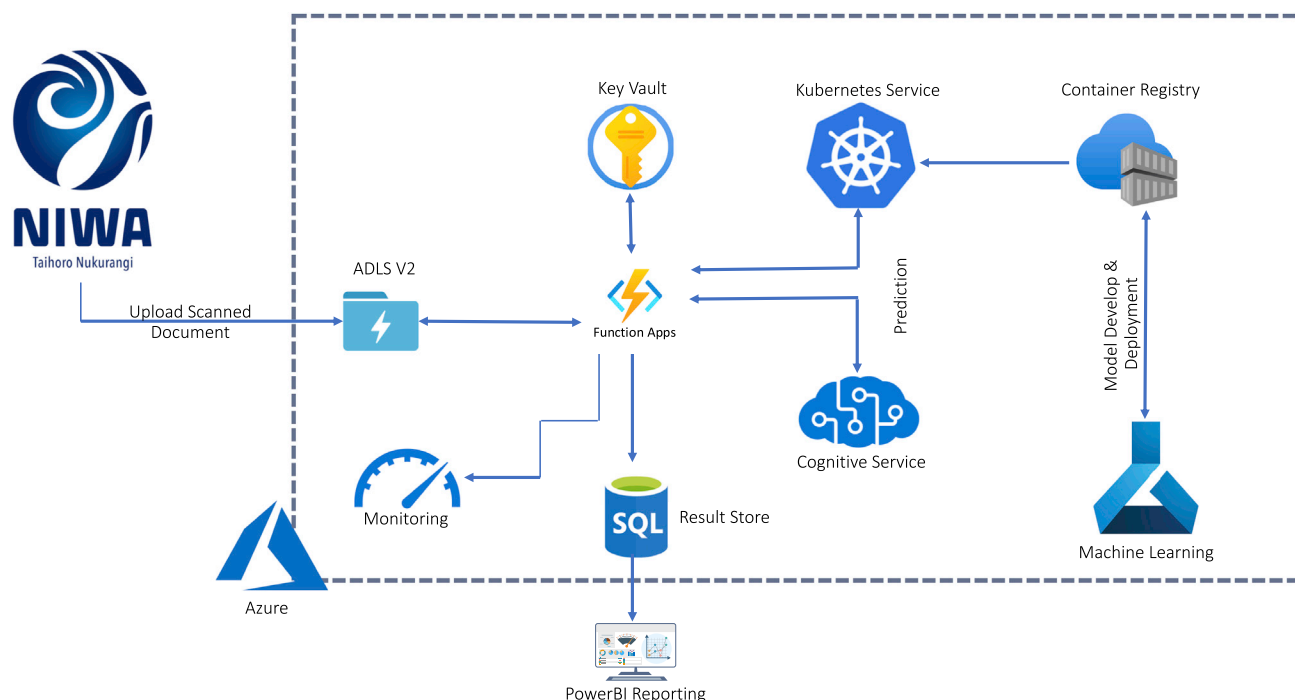 Key Vault
Kubernetes Service
Container Registry
NIWA
Taihoro Nukurangi
ADLS V2
Upload Scanned
Document
Function Apps
Prediction
Model Develop &
Deployment
Cognitive Service
Monitoring
SQL
Result Store
Machine Learning
Azure
PowerBI Reporting